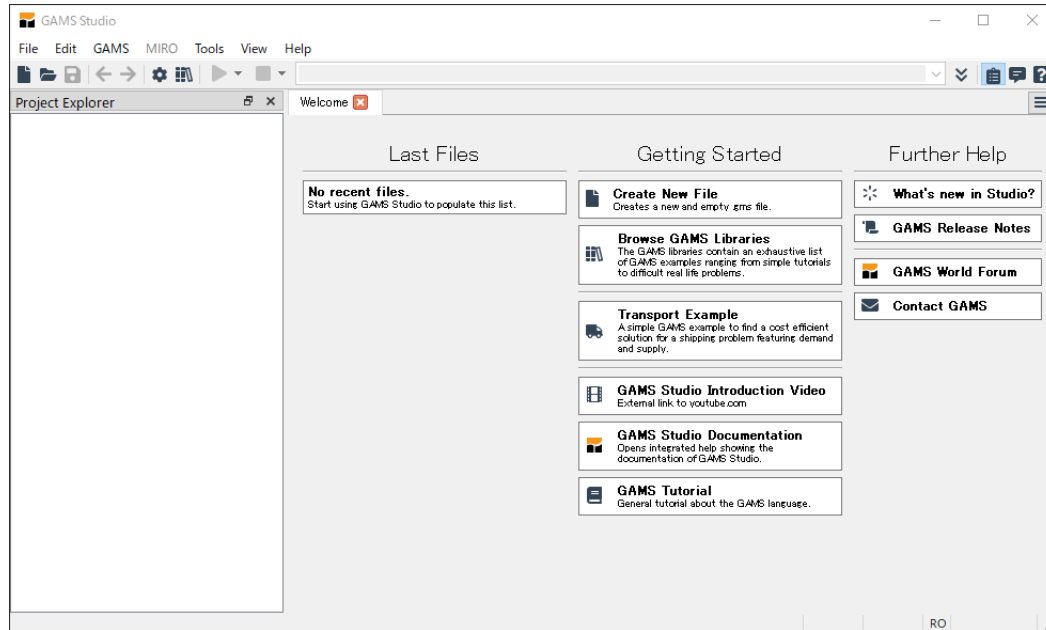 GAMS Studio
File Edit GAMS MIRO Tools View Help
Project Explorer
Welcome
Last Files
No recent files.
Start using GAMS Studio to populate this list.
Getting Started
Create New File
Creates a new and empty gms file.
Browse GAMS Libraries
The GAMS libraries contain an exhaustive list
of GAMS examples ranging from simple tutorials
to difficult real life problems.
Transport Example
A simple GAMS example to find a cost efficient
solution for a shipping problem featuring demand
and supply.
GAMS Studio Introduction Video
External link to youtube.com
GAMS Studio Documentation
Opens integrated help showing the
documentation of GAMS Studio.
GAMS Tutorial
General tutorial about the GAMS language.
Further Help
What's new in Studio?
GAMS Release Notes
GAMS World Forum
Contact GAMS
RO